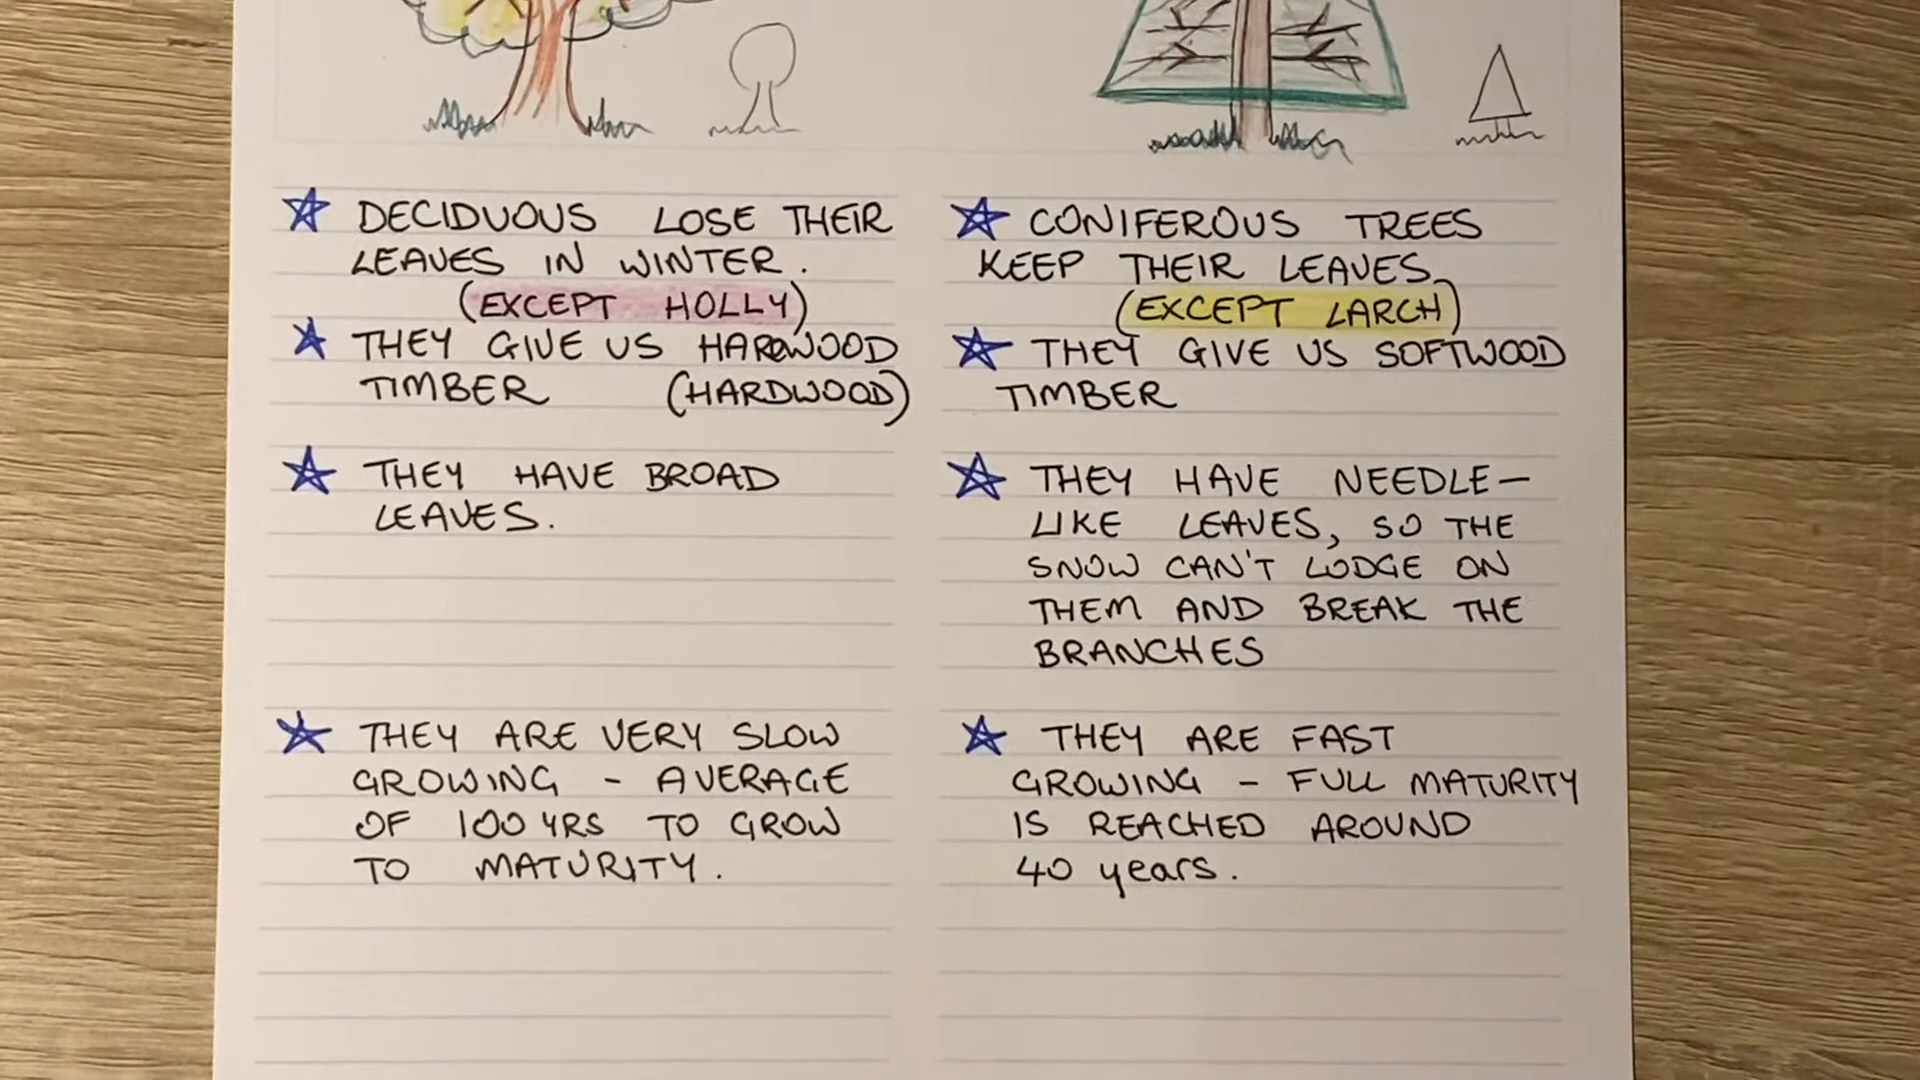 DECIDUOUS LOSE THEIR
LEAVES IN WINTER.
(EXCEPT HOLLY)
THEY GIVE US HARDWOOD
TIMBER (HARDWOOD)
THEY HAVE BROAD
LEAVES.
THEY ARE VERY SLOW
GROWING - AVERAGE
OF 100 YRS TO GROW
TO MATURITY.
CONIFEROUS TREES
KEEP THEIR LEAVES
(EXCEPT LARCH)
THEY GIVE US SOFTWOOD
TIMBER
THEY HAVE NEEDLE-
LIKE LEAVES, SO THE
SNOW CAN'T LODGE ON
THEM AND BREAK THE
BRANCHES
THEY ARE FAST
GROWING - FULL MATURITY
IS REACHED AROUND
40 years.